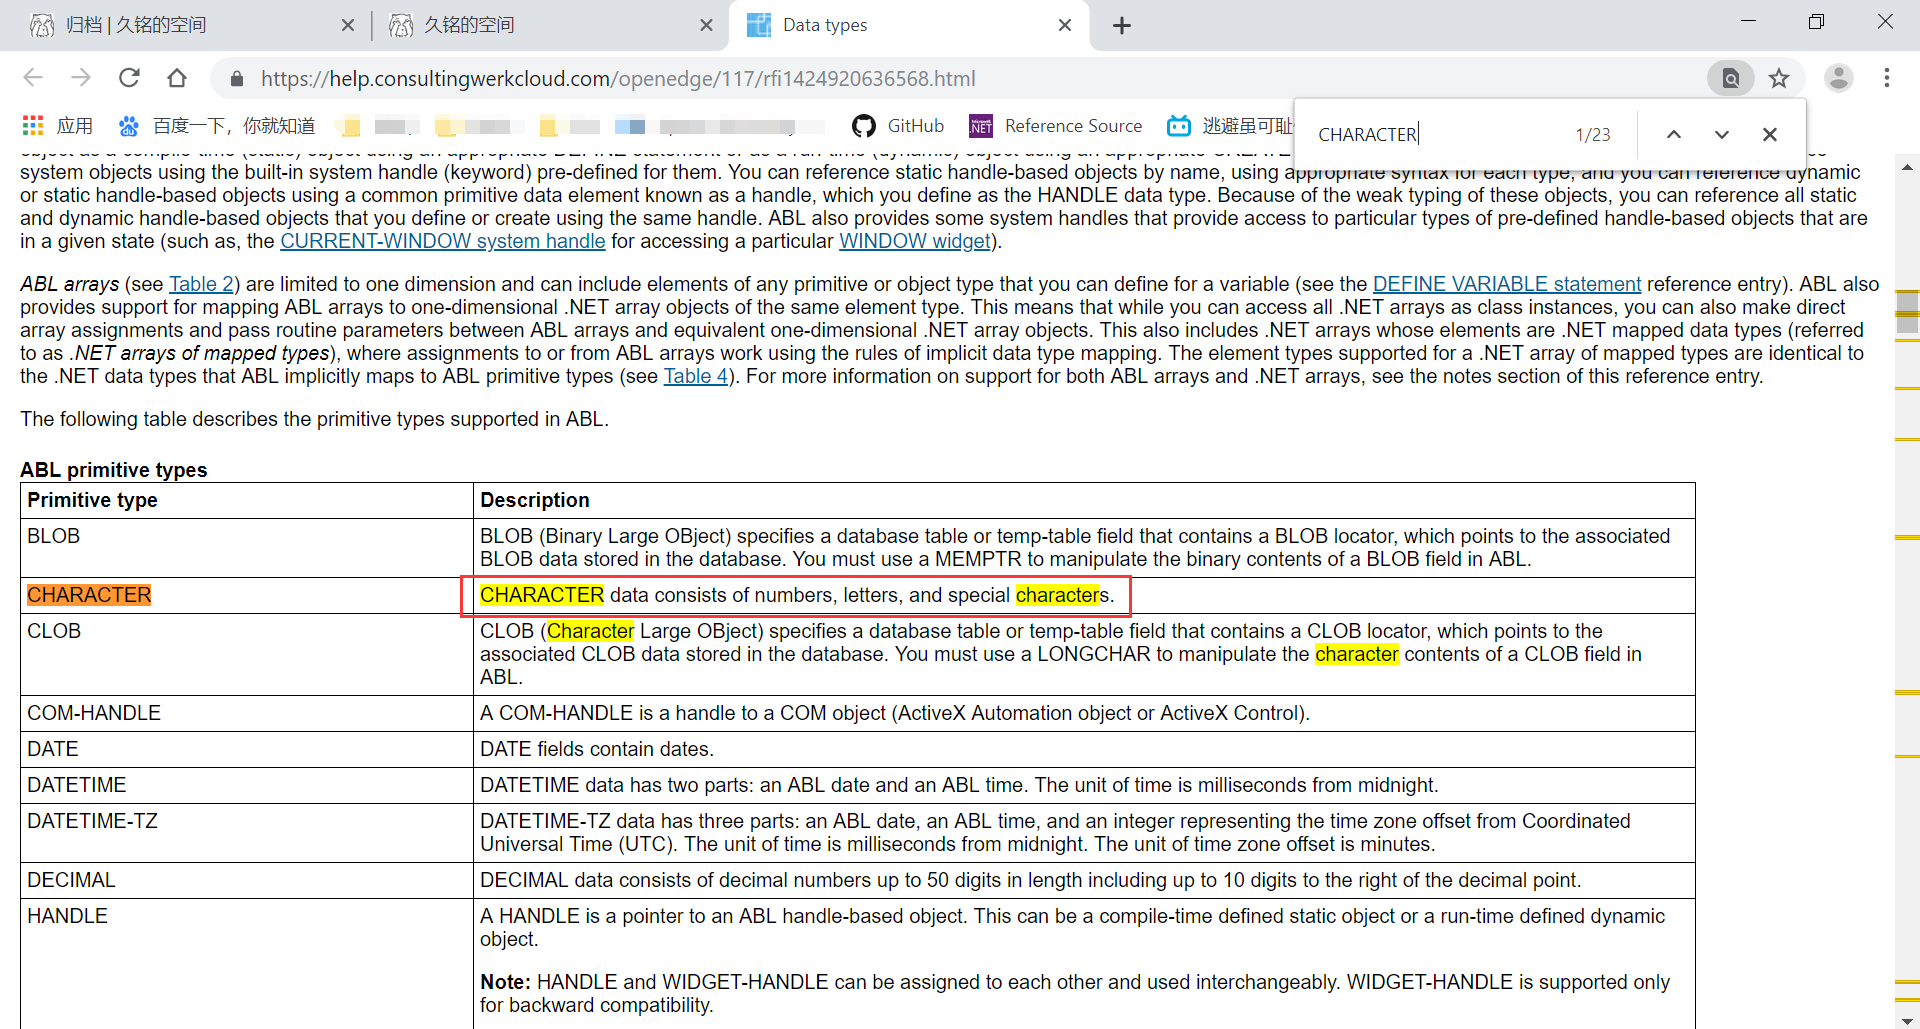 归档 | 久铭的空间
久铭的空间
Data types
https://help.consultingwerkcloud.com/openedge/117/rfi1424920636568.html
应用
百度一下，你就知道
GitHub
Reference Source
逃避虽可耻
CHARACTER
1/23
system objects using the built-in system handle (keyword) pre-defined for them. You can reference static handle-based objects by name, using appropriate syntax for each type, and you can reference dynamic
or static handle-based objects using a common primitive data element known as a handle, which you define as the HANDLE data type. Because of the weak typing of these objects, you can reference all static
and dynamic handle-based objects that you define or create using the same handle. ABL also provides some system handles that provide access to particular types of pre-defined handle-based objects that are
in a given state (such as, the CURRENT-WINDOW system handle for accessing a particular WINDOW widget).
ABL arrays (see Table 2) are limited to one dimension and can include elements of any primitive or object type that you can define for a variable (see the DEFINE VARIABLE statement reference entry). ABL also
provides support for mapping ABL arrays to one-dimensional .NET array objects of the same element type. This means that while you can access all .NET arrays as class instances, you can also make direct
array assignments and pass routine parameters between ABL arrays and equivalent one-dimensional .NET array objects. This also includes .NET arrays whose elements are .NET mapped data types (referred
to as .NET arrays of mapped types), where assignments to or from ABL arrays work using the rules of implicit data type mapping. The element types supported for a .NET array of mapped types are identical to
the .NET data types that ABL implicitly maps to ABL primitive types (see Table 4). For more information on support for both ABL arrays and .NET arrays, see the notes section of this reference entry.
The following table describes the primitive types supported in ABL.
ABL primitive types
Primitive type
Description
BLOB
BLOB (Binary Large OBject) specifies a database table or temp-table field that contains a BLOB locator, which points to the associated
BLOB data stored in the database. You must use a MEMPTR to manipulate the binary contents of a BLOB field in ABL.
CHARACTER
CHARACTER data consists of numbers, letters, and special characters.
CLOB
CLOB (Character Large OBject) specifies a database table or temp-table field that contains a CLOB locator, which points to the
associated CLOB data stored in the database. You must use a LONGCHAR to manipulate the character contents of a CLOB field in
ABL.
COM-HANDLE
A COM-HANDLE is a handle to a COM object (ActiveX Automation object or ActiveX Control).
DATE
DATE fields contain dates.
DATETIME
DATETIME data has two parts: an ABL date and an ABL time. The unit of time is milliseconds from midnight.
DATETIME-TZ
DATETIME-TZ data has three parts: an ABL date, an ABL time, and an integer representing the time zone offset from Coordinated
Universal Time (UTC). The unit of time is milliseconds from midnight. The unit of time zone offset is minutes.
DECIMAL
DECIMAL data consists of decimal numbers up to 50 digits in length including up to 10 digits to the right of the decimal point.
HANDLE
A HANDLE is a pointer to an ABL handle-based object. This can be a compile-time defined static object or a run-time defined dynamic
object.
Note: HANDLE and WIDGET-HANDLE can be assigned to each other and used interchangeably. WIDGET-HANDLE is supported only
for backward compatibility.